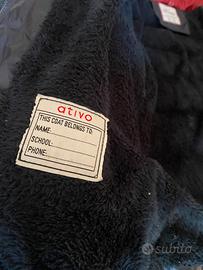 ativo
THIS COAT BELONGS TO:
NAME:
SCHOOL:
PHONE:
subito